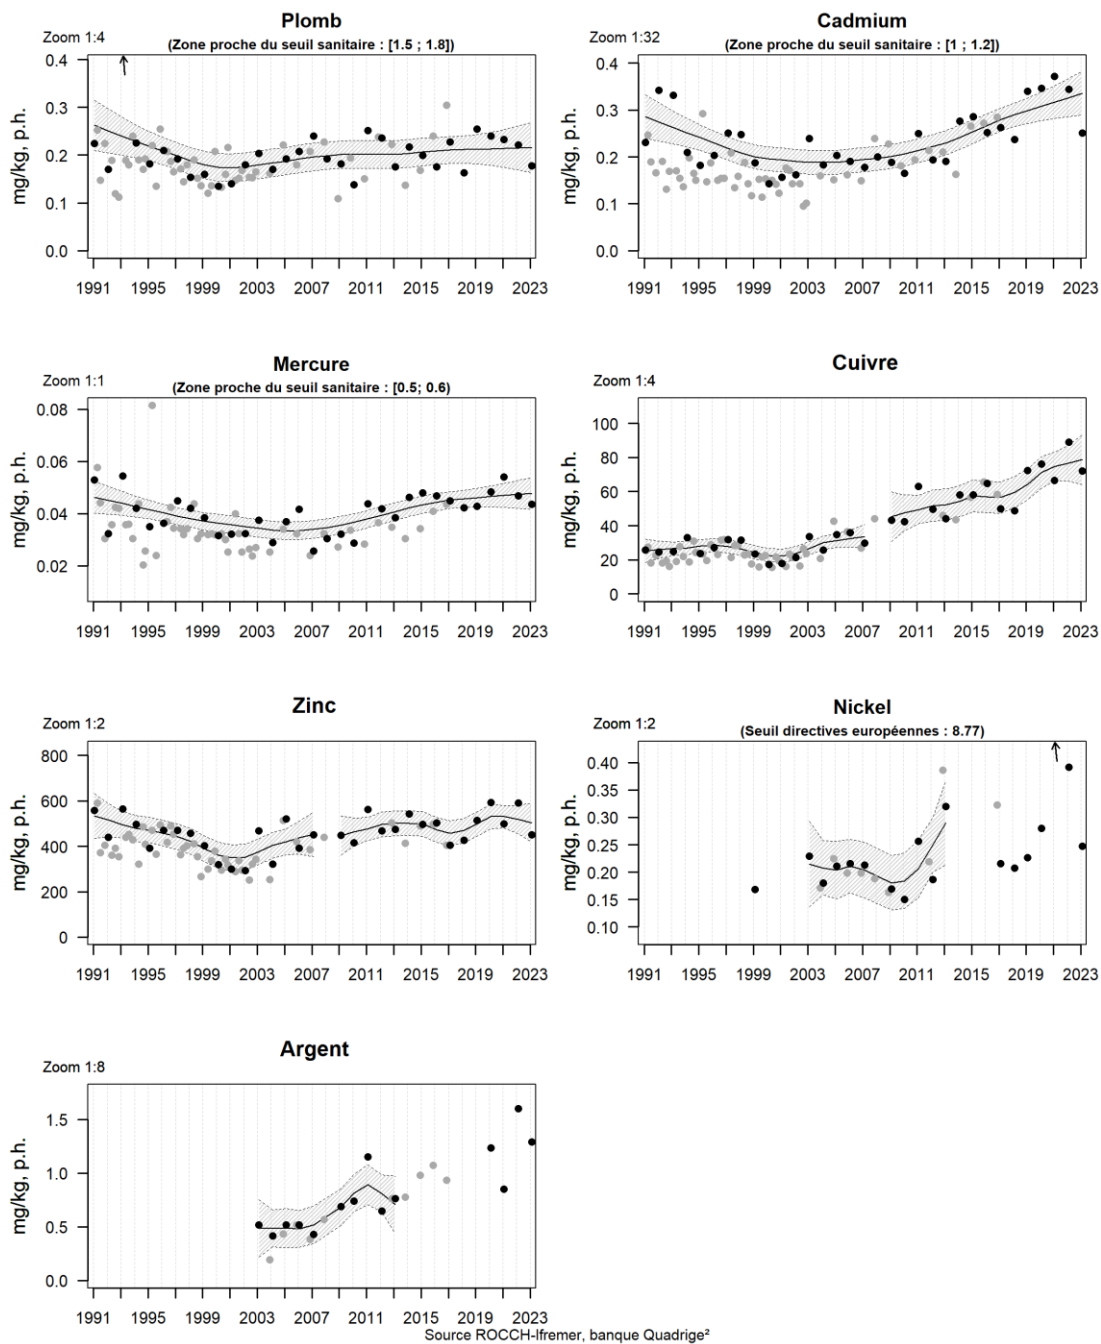 Plomb
Zoom 1:4
(Zone proche du seuil sanitaire : [1.5 ; 1.8])
mg/kg, p.h.
0.4
0.3
0.2
0.1
0.0
1991 1995 1999 2003 2007 2011 2015 2019 2023
Cadmium
Zoom 1:32
(Zone proche du seuil sanitaire : [1 ; 1.2])
mg/kg, p.h.
0.4
0.3
0.2
0.1
0.0
1991 1995 1999 2003 2007 2011 2015 2019 2023
Mercure
Zoom 1:1
(Zone proche du seuil sanitaire : [0.5; 0.6)
mg/kg, p.h.
0.08
0.06
0.04
0.02
1991 1995 1999 2003 2007 2011 2015 2019 2023
Cuivre
Zoom 1:4
mg/kg, p.h.
100
80
60
40
20
0
1991 1995 1999 2003 2007 2011 2015 2019 2023
Zinc
Zoom 1:2
mg/kg, p.h.
800
600
400
200
0
1991 1995 1999 2003 2007 2011 2015 2019 2023
Nickel
Zoom 1:2
(Seuil directives européennes : 8.77)
mg/kg, p.h.
0.40
0.35
0.30
0.25
0.20
0.15
0.10
1991 1995 1999 2003 2007 2011 2015 2019 2023
Argent
Zoom 1:8
mg/kg, p.h.
1.5
1.0
0.5
0.0
1991 1995 1999 2003 2007 2011 2015 2019 2023
Source ROCCH-Ifremer, banque Quadrige²